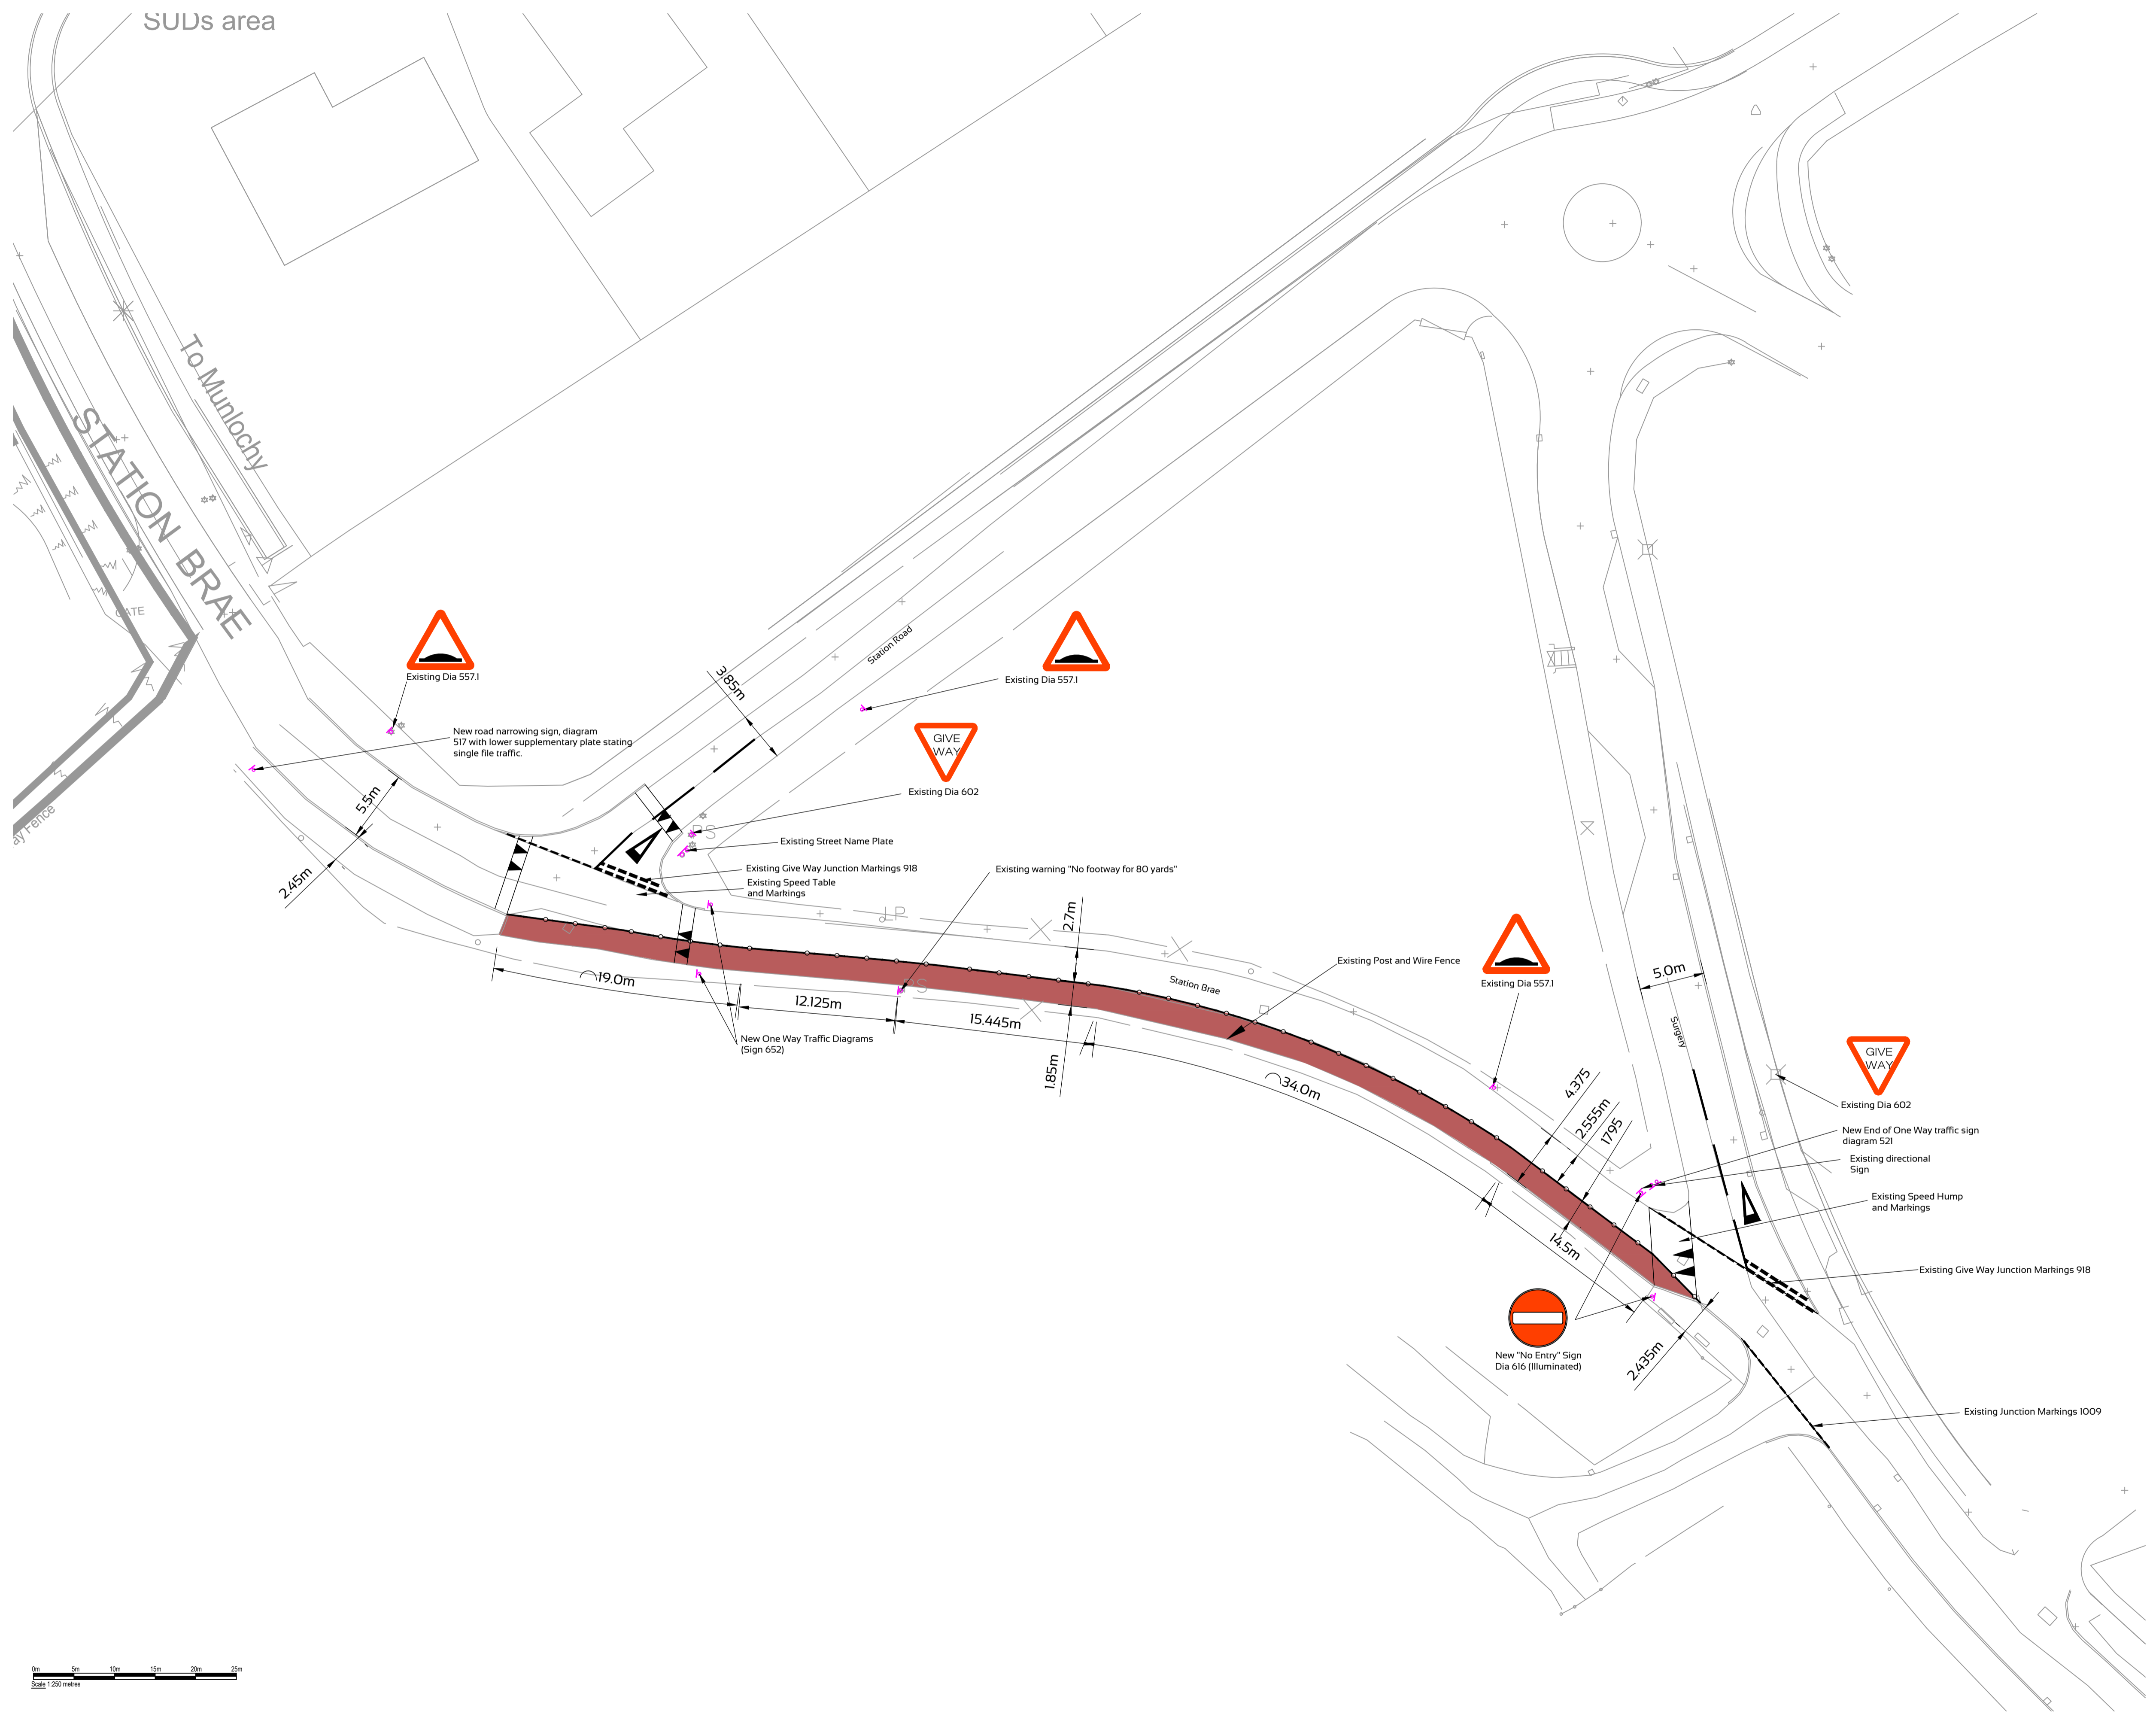 SUDs area
To Munlochy
STATION BRAE
GATE
Existing Dia 557.1
New road narrowing sign, diagram
517 with lower supplementary plate stating
single file traffic.
5.5m
2.45m
3.85m
Station Road
Existing Dia 557.1
GIVE
WAY
Existing Dia 602
Existing Street Name Plate
Existing Give Way Junction Markings 918
Existing Speed Table
and Markings
Existing warning "No footway for 80 yards"
LP
2.7m
Existing Post and Wire Fence
Station Brae
19.0m
12.125m
15.445m
New One Way Traffic Diagrams
(Sign 652)
1.85m
34.0m
Existing Dia 557.1
5.0m
Surgery
GIVE
WAY
Existing Dia 602
4.375
2.555m
1795
New End of One Way traffic sign
diagram 521
Existing directional
Sign
Existing Speed Hump
and Markings
14.5m
Existing Give Way Junction Markings 918
New "No Entry" Sign
Dia 616 (Illuminated)
2.435m
Existing Junction Markings 1009
0m 5m 10m 15m 20m 25m
Scale 1:250 metres